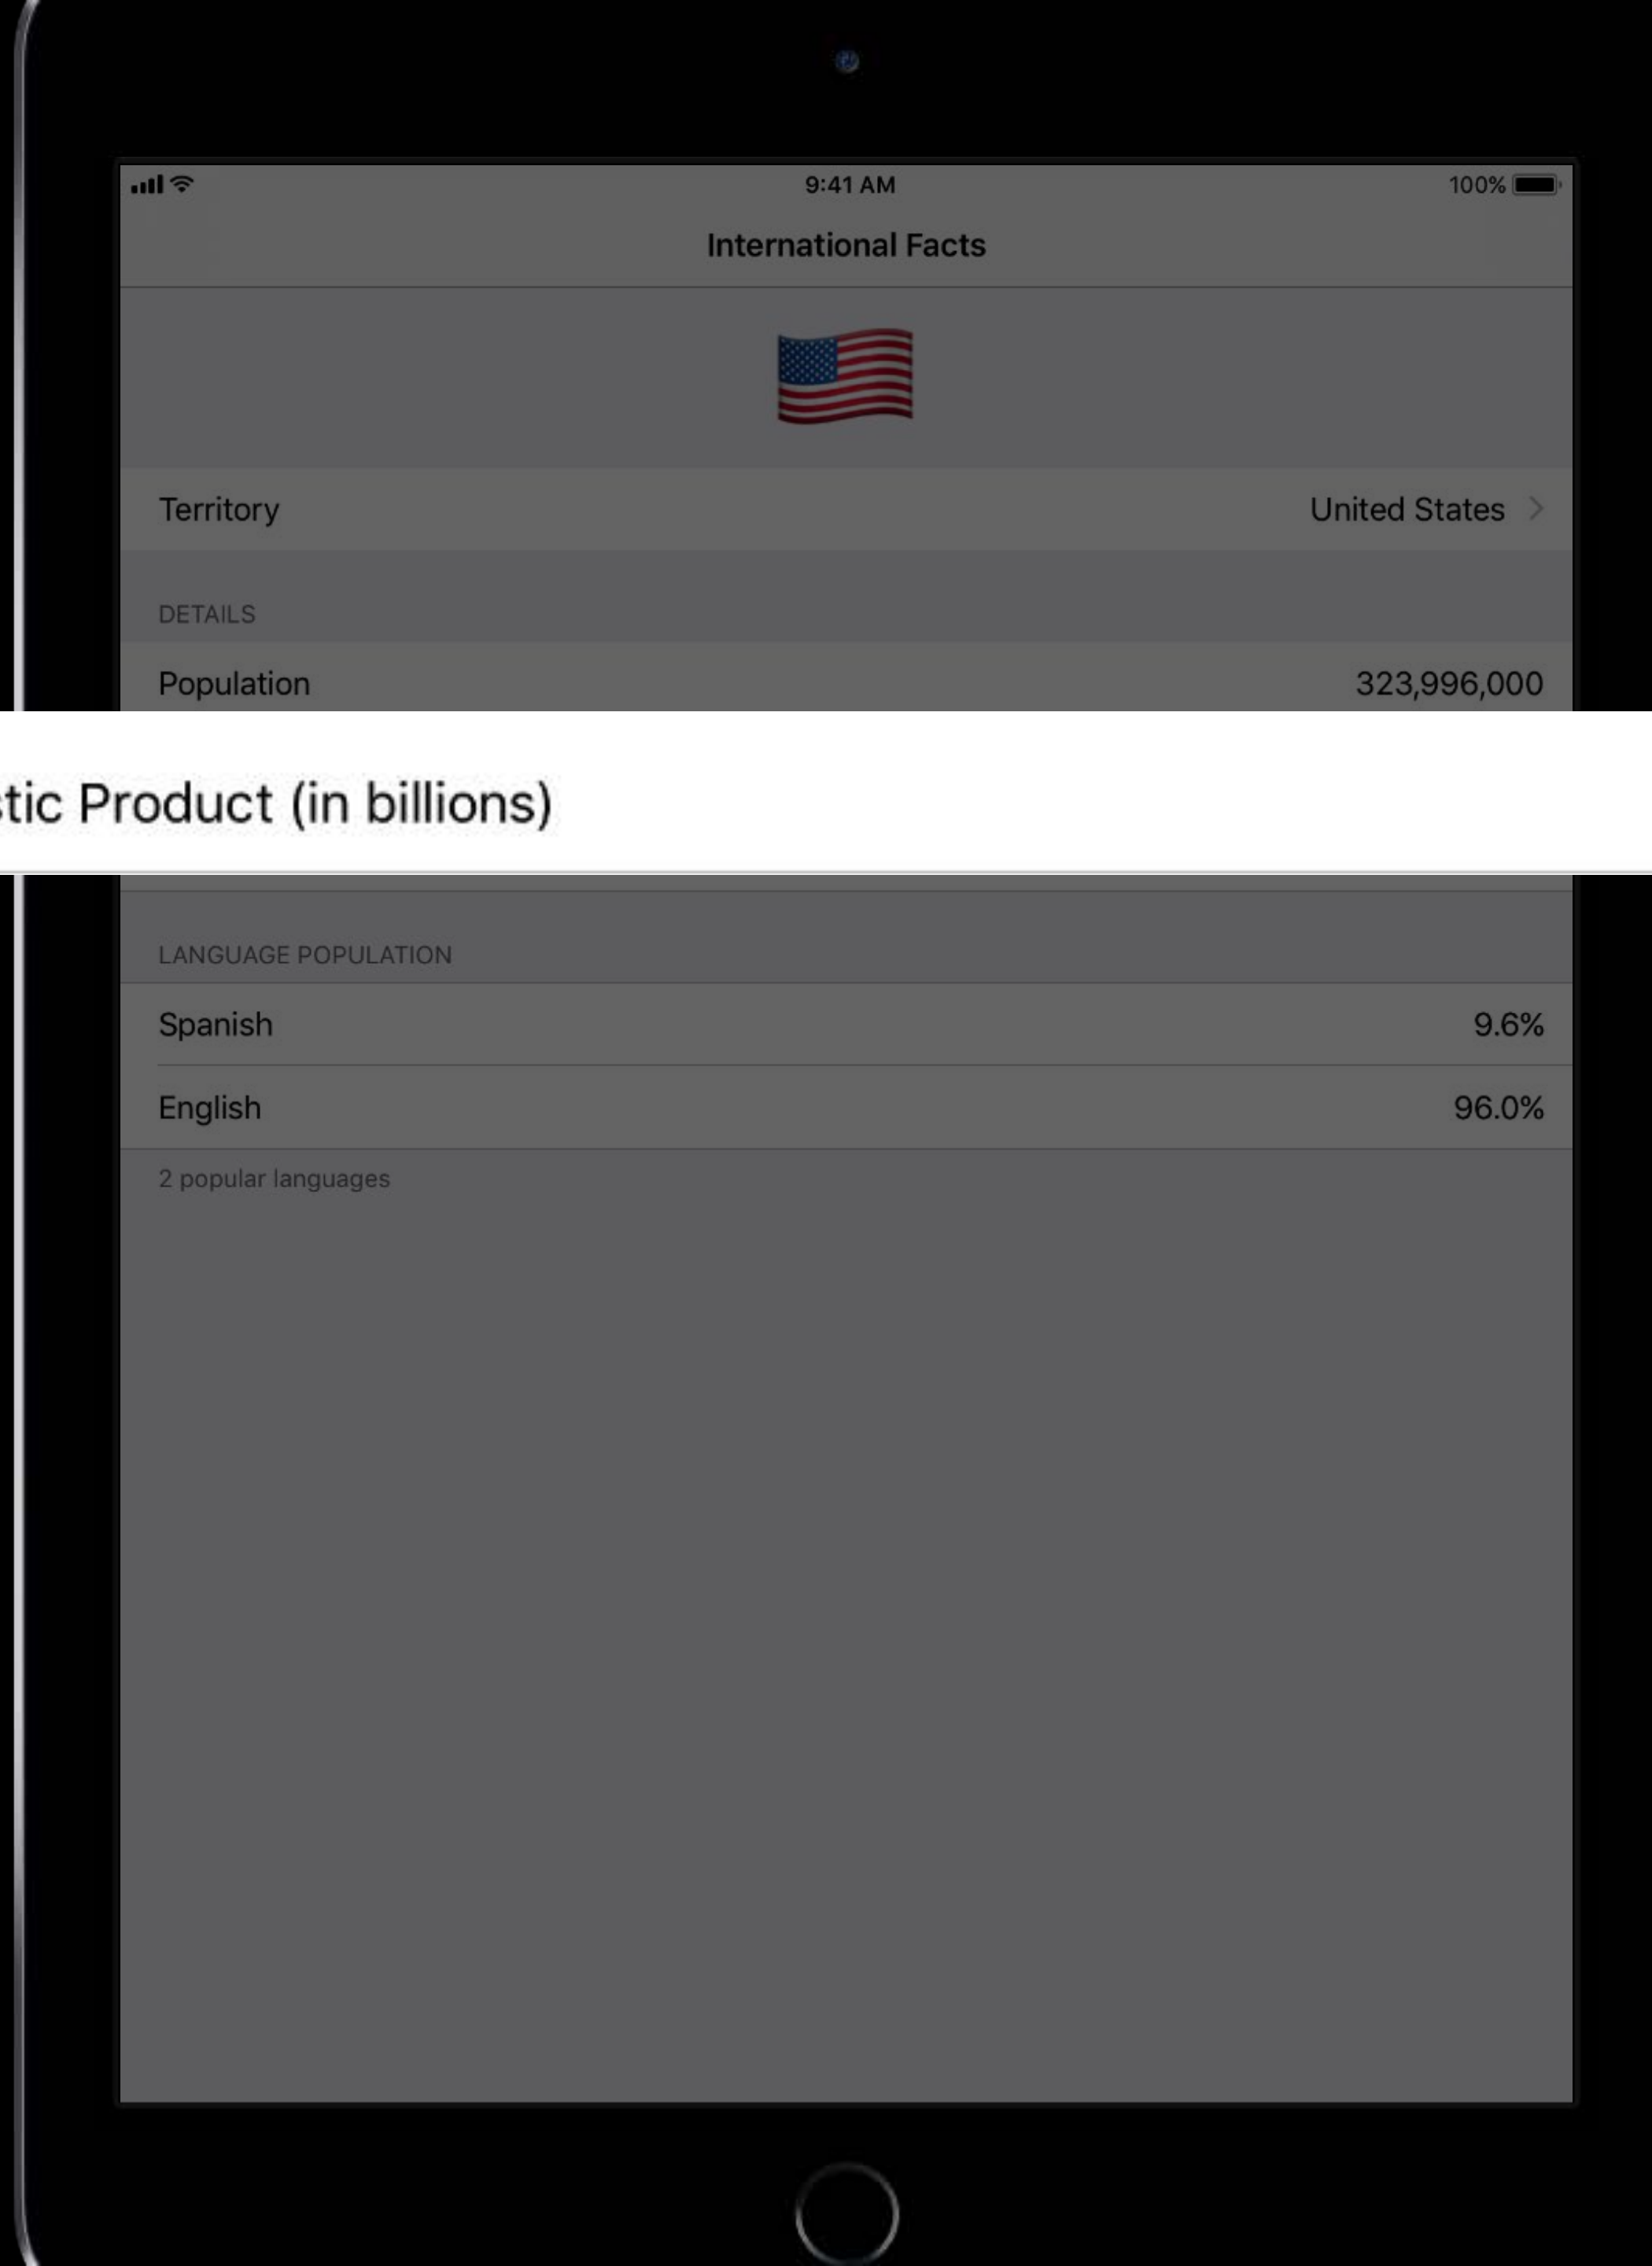 9:41 AM 100%
International Facts
Territory United States
DETAILS
Population 323,996,000
tic Product (in billions)
LANGUAGE POPULATION
Spanish 9.6%
English 96.0%
2 popular languages